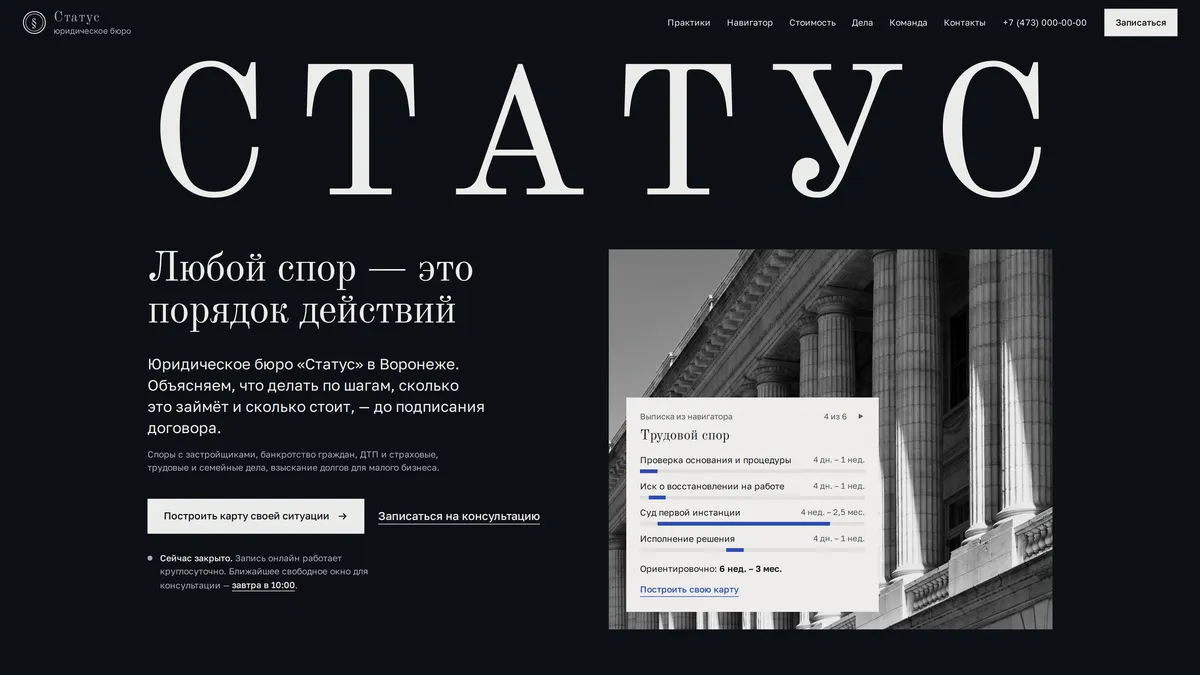 §
Статус
юридическое бюро
Практики Навигатор Стоимость Дела Команда Контакты +7 (473) 000-00-00 Записаться
СТАТУС
Любой спор — это
порядок действий
Юридическое бюро «Статус» в Воронеже.
Объясняем, что делать по шагам, сколько
это займёт и сколько стоит, — до подписания
договора.
Споры с застройщиками, банкротство граждан, ДТП и страховые,
трудовые и семейные дела, взыскание долгов для малого бизнеса.
Построить карту своей ситуации → Записаться на консультацию
Сейчас закрыто. Запись онлайн работает
круглосуточно. Ближайшее свободное окно для
консультации — завтра в 10:00.
Выписка из навигатора 4 из 6
Трудовой спор
Проверка основания и процедуры 4 дн. – 1 нед.
Иск о восстановлении на работе 4 дн. – 1 нед.
Суд первой инстанции 4 нед. – 2,5 мес.
Исполнение решения 4 дн. – 1 нед.
Ориентировочно: 6 нед. – 3 мес.
Построить свою карту